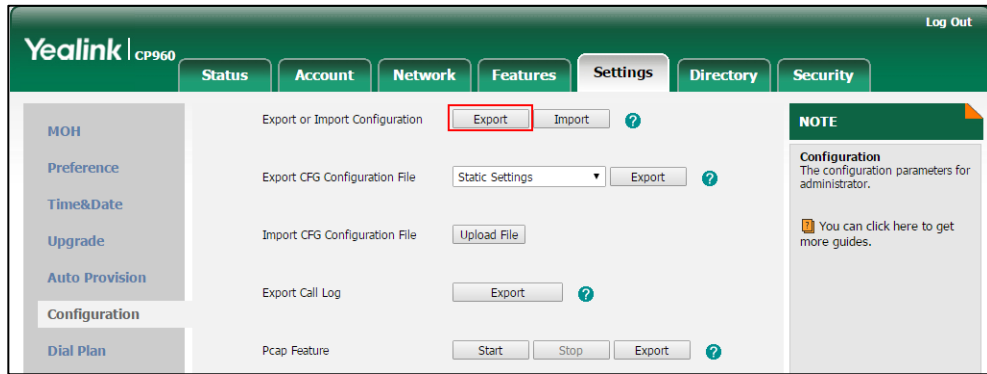 Log Out
Yealink | CP960
Status Account Network Features Settings Directory Security
MOH
Preference
Time&Date
Upgrade
Auto Provision
Configuration
Dial Plan
Export or Import Configuration Export Import ?
Export CFG Configuration File Static Settings Export ?
Import CFG Configuration File Upload File
Export Call Log Export ?
Pcap Feature Start Stop Export ?
NOTE
Configuration
The configuration parameters for
administrator.
? You can click here to get
more guides.